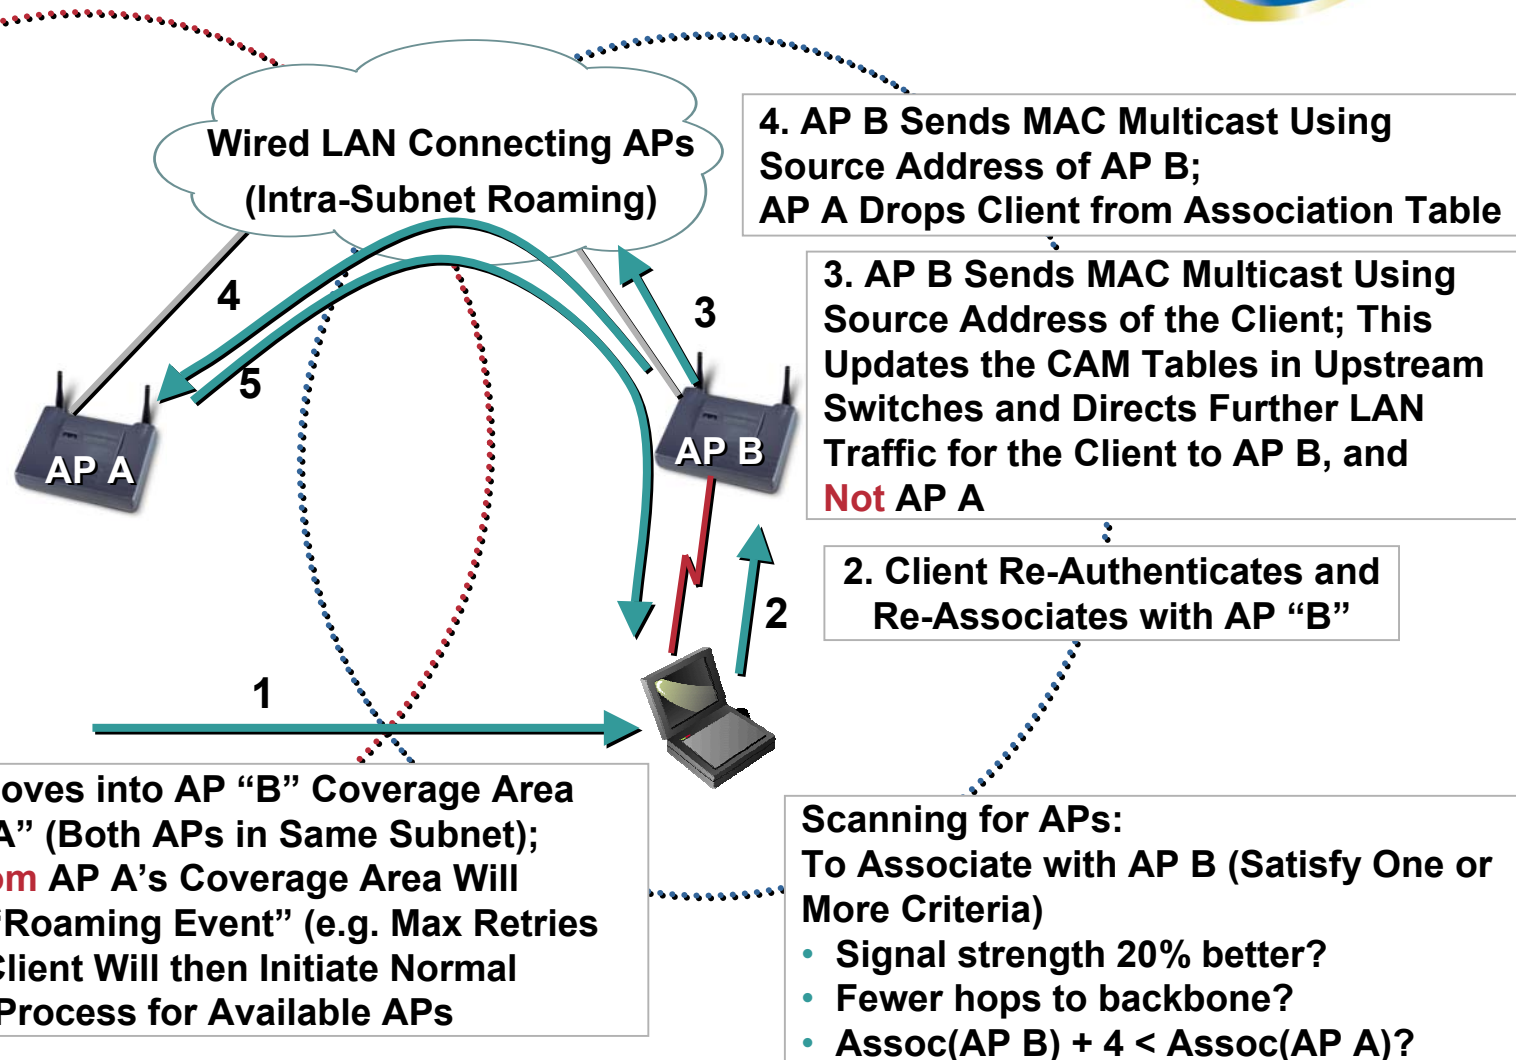 Wired LAN Connecting APs
(Intra-Subnet Roaming)
4. AP B Sends MAC Multicast Using
Source Address of AP B;
AP A Drops Client from Association Table
3. AP B Sends MAC Multicast Using
Source Address of the Client; This
Updates the CAM Tables in Upstream
Switches and Directs Further LAN
Traffic for the Client to AP B, and
Not AP A
4
3
5
AP A
AP B
2. Client Re-Authenticates and
Re-Associates with AP “B”
2
1
oves into AP “B” Coverage Area
A” (Both APs in Same Subnet);
om AP A’s Coverage Area Will
“Roaming Event” (e.g. Max Retries
Client Will then Initiate Normal
Process for Available APs
Scanning for APs:
To Associate with AP B (Satisfy One or
More Criteria)
• Signal strength 20% better?
• Fewer hops to backbone?
• Assoc(AP B) + 4 < Assoc(AP A)?